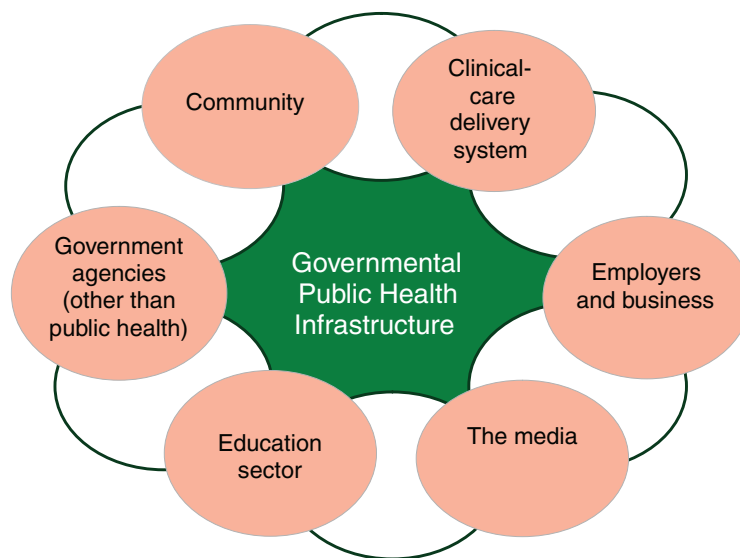 Community
Clinical-
care
delivery
system
Government
agencies
(other than
public health)
Governmental
Public Health
Infrastructure
Employers
and business
Education
sector
The media